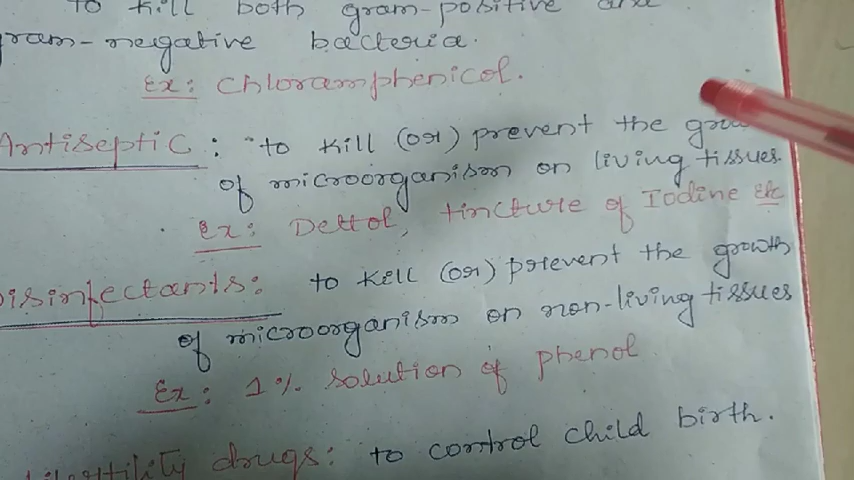 to kill both gram-positive and
gram-negative bacteria.
Ex: Chloramphenicol.
Antiseptic: to kill (or) prevent the
of microorganism on living tissues.
Ex: Dettol, tincture of Iodine etc
Disinfectants: to kill (or) prevent the growth
of microorganism on non-living tissues
Ex: 1% solution of phenol
drugs: to control child birth.